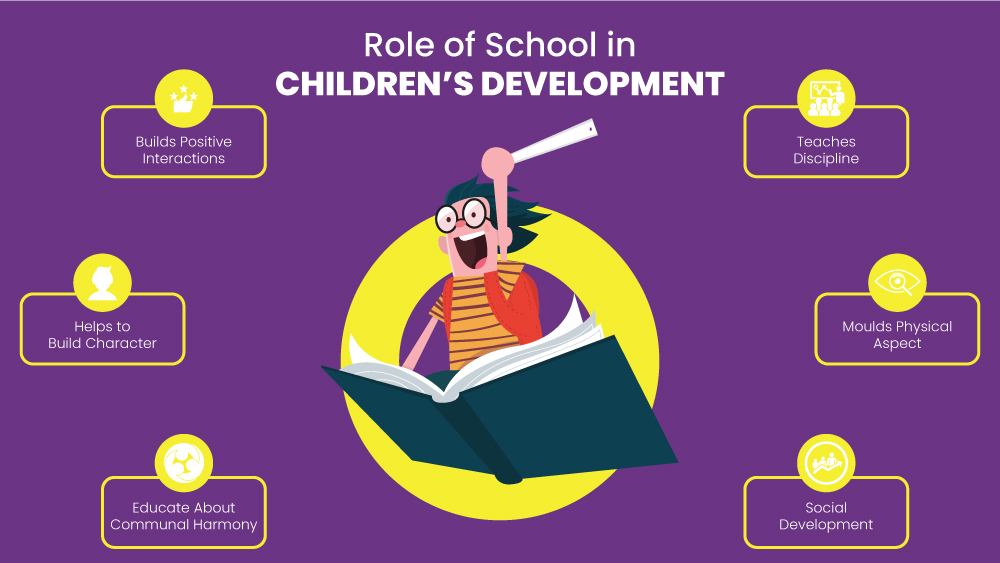 Role of School in
CHILDREN'S DEVELOPMENT
Builds Positive
Interactions
Teaches
Discipline
Helps to
Build Character
Moulds Physical
Aspect
Educate About
Communal Harmony
Social
Development